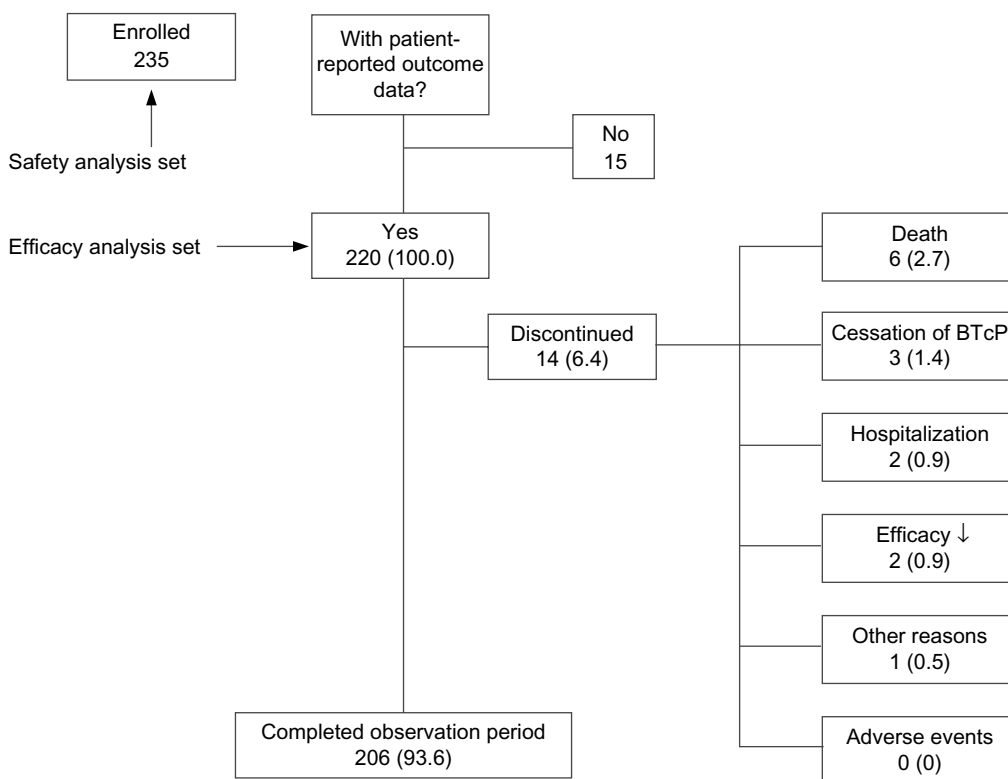 Enrolled
235
With patient-
reported outcome
data?
No
15
Safety analysis set
Efficacy analysis set
Yes
220 (100.0)
Discontinued
14 (6.4)
Death
6 (2.7)
Cessation of BTcP
3 (1.4)
Hospitalization
2 (0.9)
Efficacy ↓
2 (0.9)
Other reasons
1 (0.5)
Adverse events
0 (0)
Completed observation period
206 (93.6)